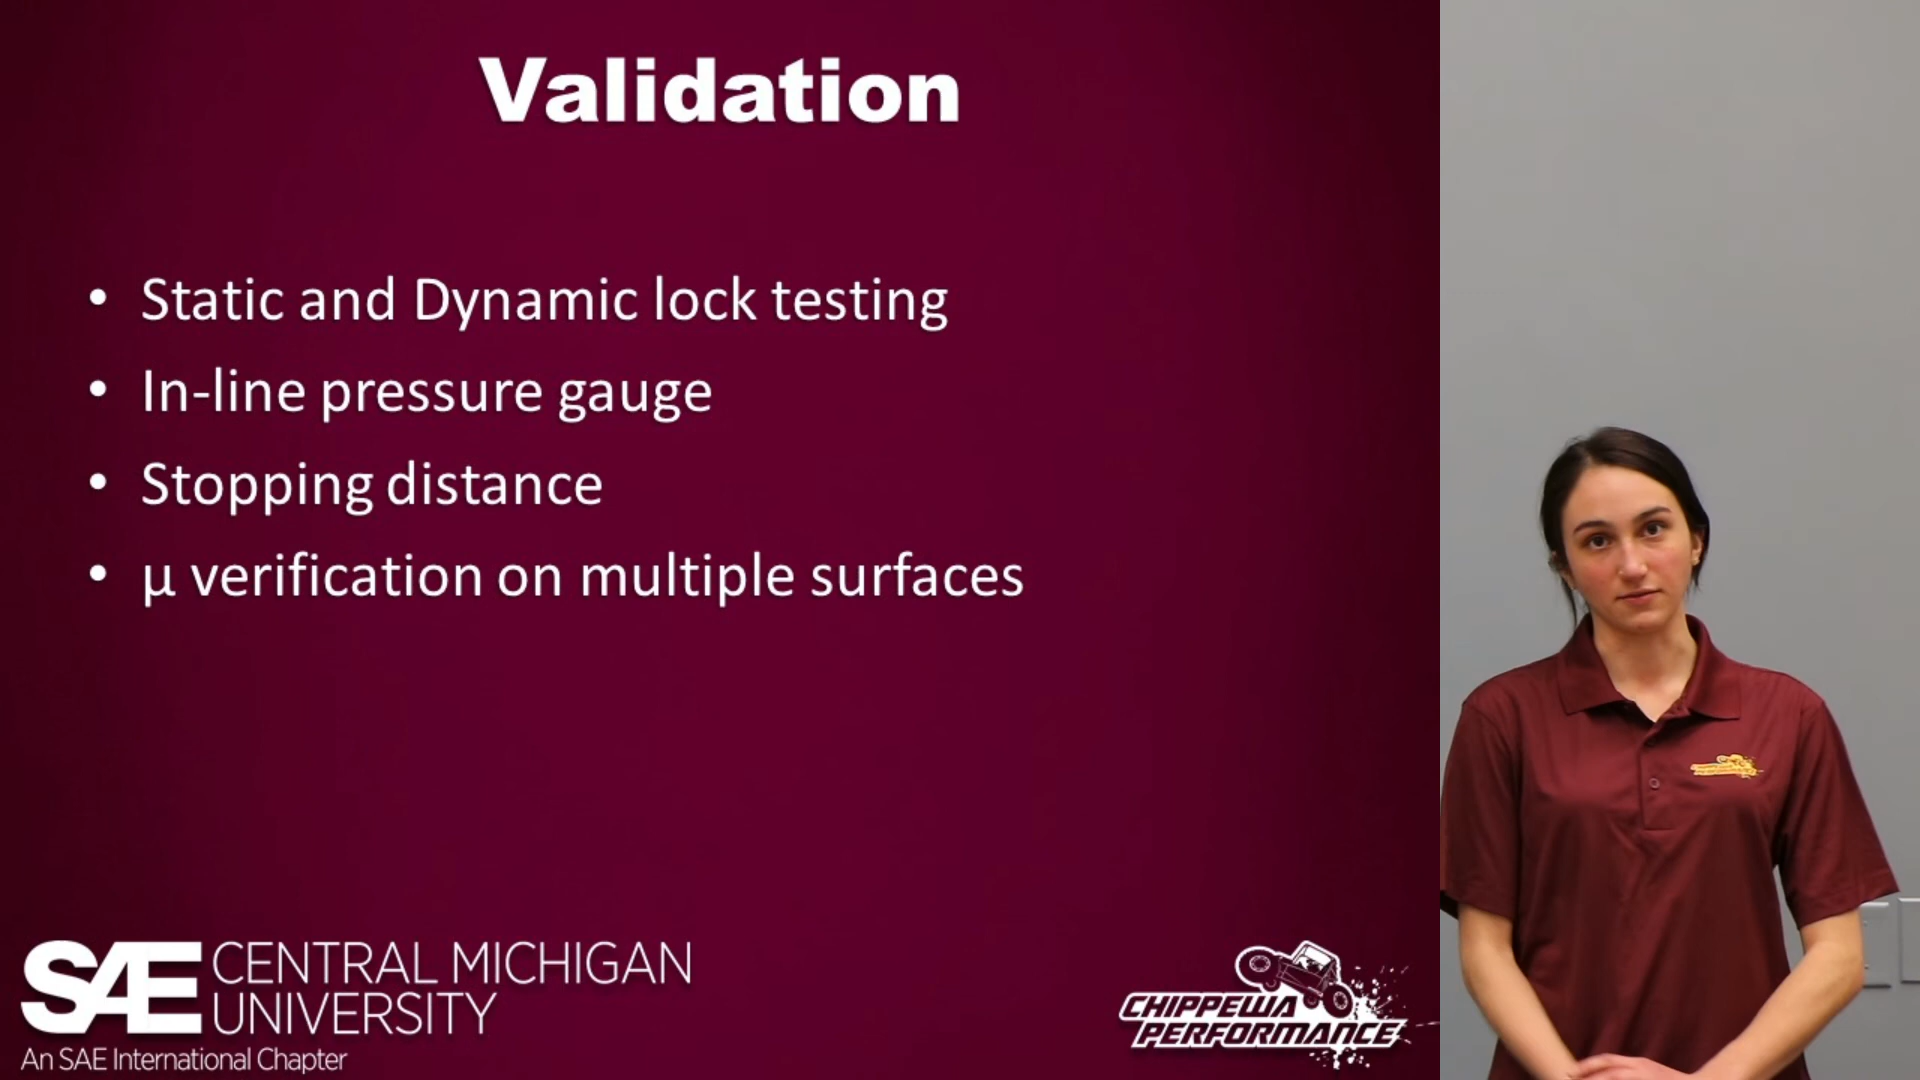 Validation
• Static and Dynamic lock testing
• In-line pressure gauge
• Stopping distance
• µ verification on multiple surfaces
SAE CENTRAL MICHIGAN
UNIVERSITY
An SAE International Chapter
CHIPPEWA
PERFORMANCE